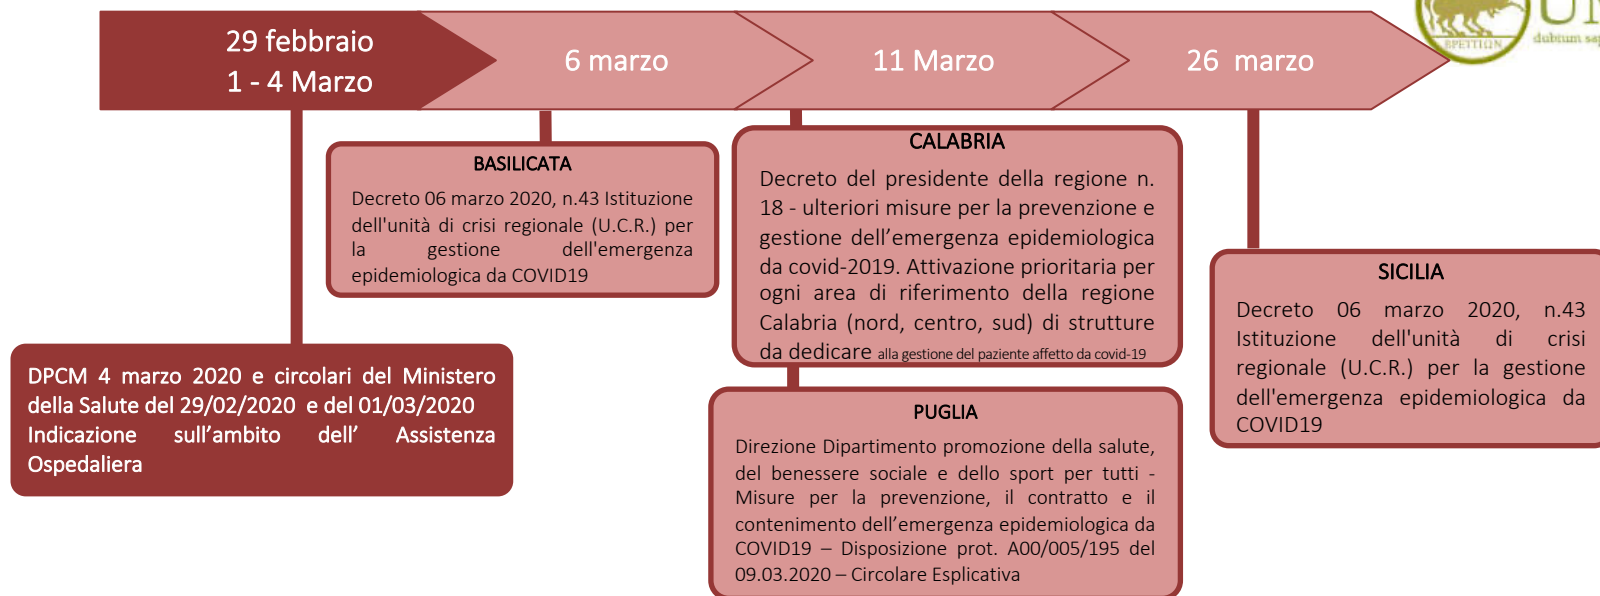 29 febbraio
1 - 4 Marzo
6 marzo
11 Marzo
26 marzo
ΒΡΕΤΤΙΩΝ
BASILICATA
Decreto 06 marzo 2020, n.43 Istituzione
dell'unità di crisi regionale (U.C.R.) per
la gestione dell'emergenza
epidemiologica da COVID19
CALABRIA
Decreto del presidente della regione n.
18 - ulteriori misure per la prevenzione e
gestione dell’emergenza epidemiologica
da covid-2019. Attivazione prioritaria per
ogni area di riferimento della regione
Calabria (nord, centro, sud) di strutture
da dedicare alla gestione del paziente affetto da covid-19
SICILIA
Decreto 06 marzo 2020, n.43
Istituzione dell'unità di crisi
regionale (U.C.R.) per la gestione
dell'emergenza epidemiologica da
COVID19
DPCM 4 marzo 2020 e circolari del Ministero
della Salute del 29/02/2020 e del 01/03/2020
Indicazione sull’ambito dell’ Assistenza
Ospedaliera
PUGLIA
Direzione Dipartimento promozione della salute,
del benessere sociale e dello sport per tutti -
Misure per la prevenzione, il contratto e il
contenimento dell’emergenza epidemiologica da
COVID19 – Disposizione prot. A00/005/195 del
09.03.2020 – Circolare Esplicativa